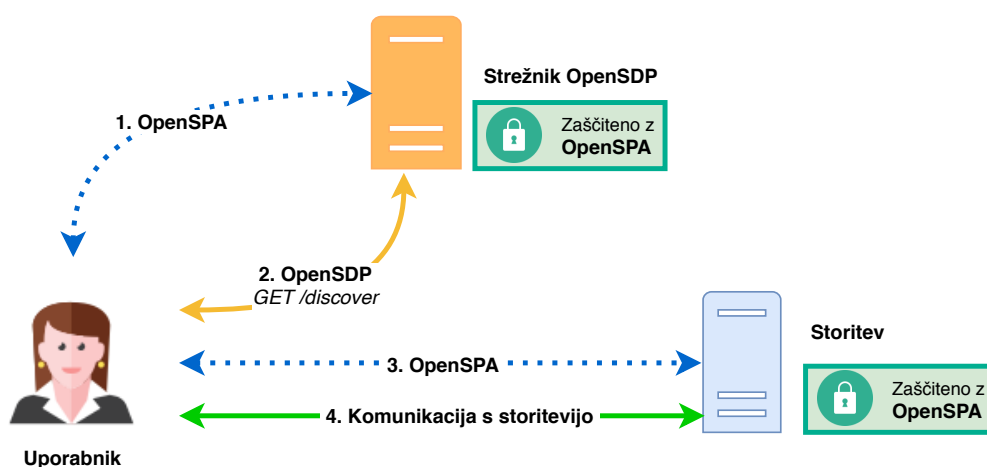 Strežnik OpenSDP
Zaščiteno z
OpenSPA
1. OpenSPA
2. OpenSDP
GET /discover
Storitev
3. OpenSPA
Zaščiteno z
OpenSPA
4. Komunikacija s storitevijo
Uporabnik